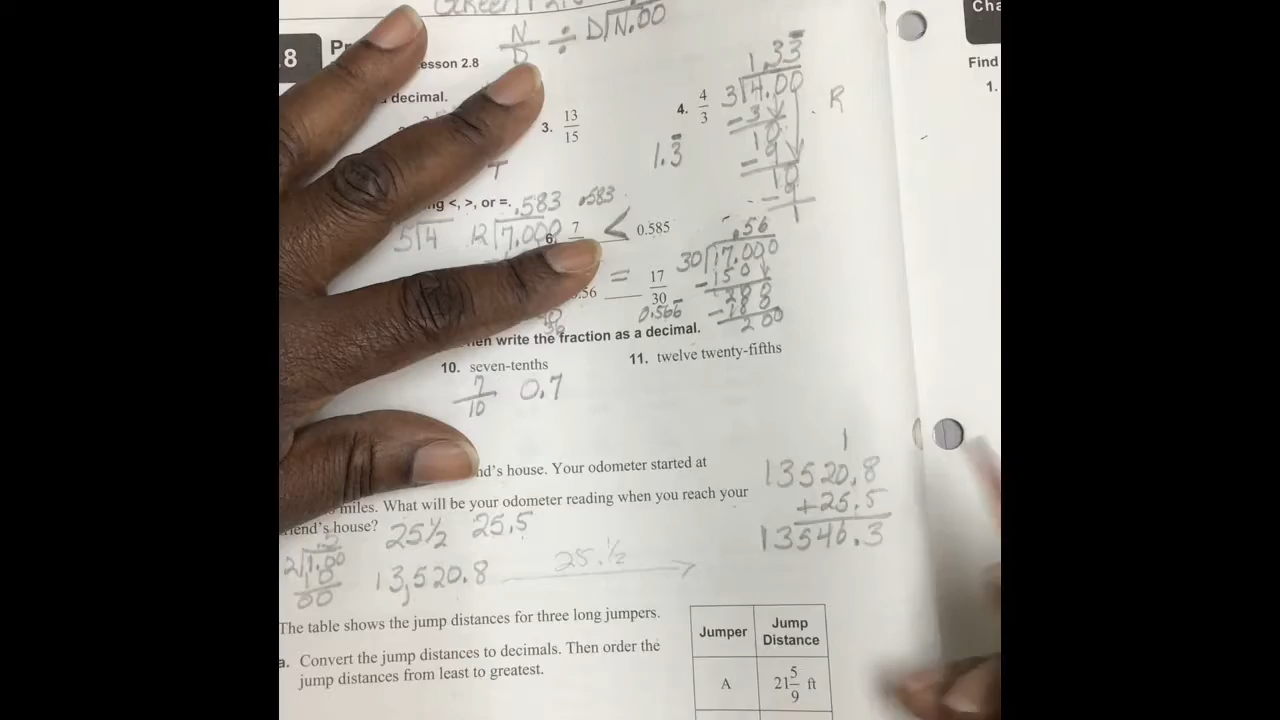 N/D ÷ D√N.00
Cha
.8
Pr
esson 2.8
Find
1.
decimal.
3. 13/15
4. 4/3
1.33̅
3√4.00
-3
10
-9
10
-9
1
R
1.3̅
g <, >, or =.
.583
.583
5√4
12√7.000
6. 7
<
0.585
.56
30√17.000
-150
.56
=
17/30
0.566̅
200
hen write the fraction as a decimal.
10. seven-tenths
11. twelve twenty-fifths
7/10 0.7
nd's house. Your odometer started at
miles. What will be your odometer reading when you reach your
iend's house?
25½ 25.5
1
13520.8
+25.5
13546.3
2√1.00
10
00
13,520.8
25.½
The table shows the jump distances for three long jumpers.
a. Convert the jump distances to decimals. Then order the
jump distances from least to greatest.
Jumper Jump Distance
A 21 5/9 ft